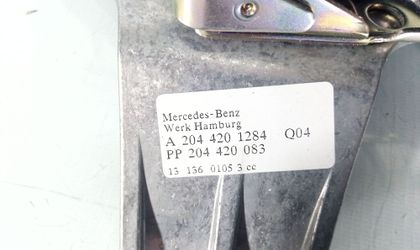 Mercedes-Benz
Werk Hamburg
A 204 420 1284 Q04
PP 204 420 083
13 136 0105 3 cc